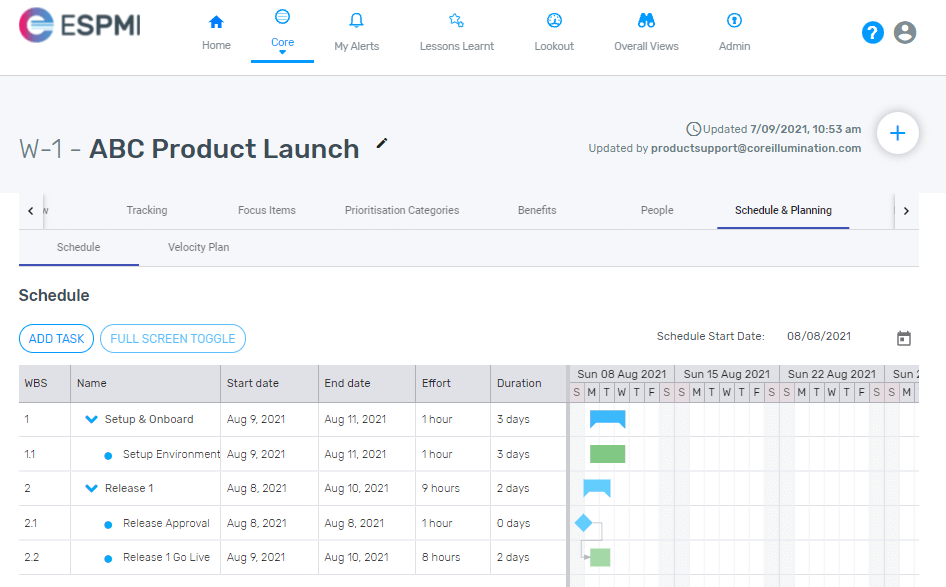 ESPMI
Home
Core
My Alerts
Lessons Learnt
Lookout
Overall Views
Admin
?
W-1 - ABC Product Launch
Updated 7/09/2021, 10:53 am
Updated by productsupport@coreillumination.com
+
Tracking Focus Items Prioritisation Categories Benefits People Schedule & Planning
Schedule Velocity Plan
Schedule
ADD TASK FULL SCREEN TOGGLE Schedule Start Date: 08/08/2021
WBS Name Start date End date Effort Duration Sun 08 Aug 2021 Sun 15 Aug 2021 Sun 22 Aug 2021 Sun 2
S M T W T F S S M T W T F S S M T W T F S S M
1 Setup & Onboard Aug 9, 2021 Aug 11, 2021 1 hour 3 days
1.1 Setup Environment Aug 9, 2021 Aug 11, 2021 1 hour 3 days
2 Release 1 Aug 8, 2021 Aug 10, 2021 9 hours 2 days
2.1 Release Approval Aug 8, 2021 Aug 8, 2021 1 hour 0 days
2.2 Release 1 Go Live Aug 9, 2021 Aug 10, 2021 8 hours 2 days